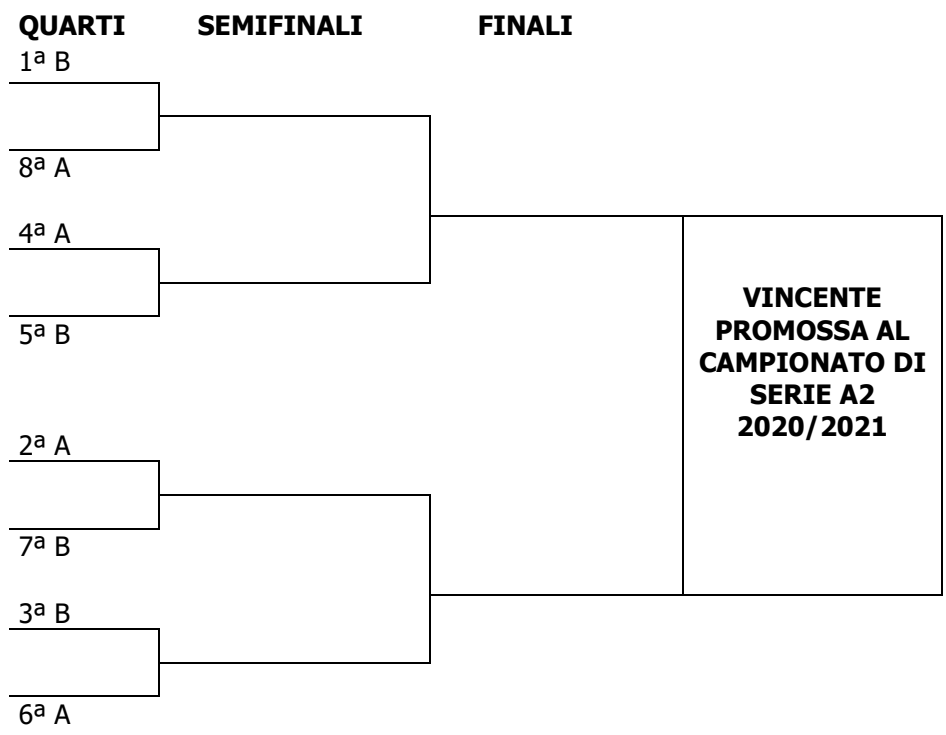 QUARTI SEMIFINALI FINALI
1ª B
8ª A
4ª A
5ª B
VINCENTE
PROMOSSA AL
CAMPIONATO DI
SERIE A2
2020/2021
2ª A
7ª B
3ª B
6ª A